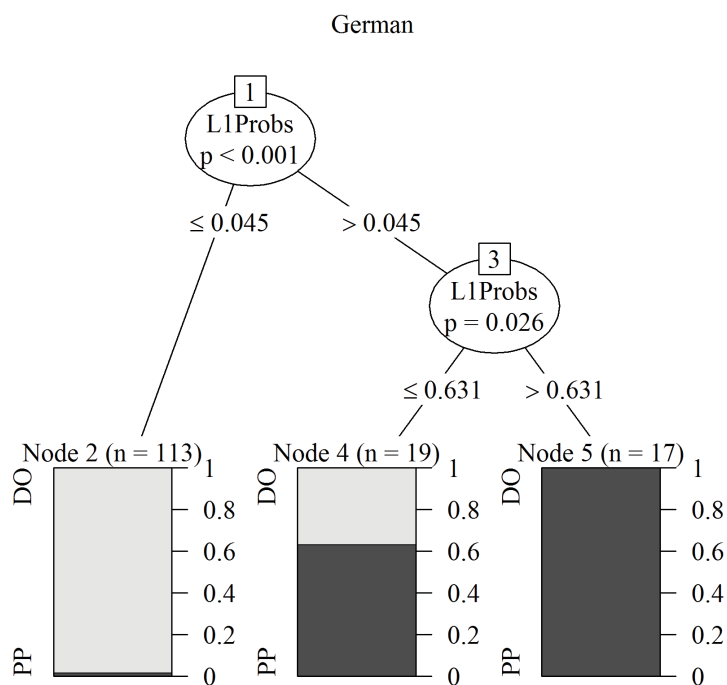 German
1
L1Probs
p < 0.001
≤ 0.045
> 0.045
3
L1Probs
p = 0.026
≤ 0.631
> 0.631
Node 2 (n = 113)
DO
PP
1
0.8
0.6
0.4
0.2
0
Node 4 (n = 19)
DO
PP
1
0.8
0.6
0.4
0.2
0
Node 5 (n = 17)
DO
PP
1
0.8
0.6
0.4
0.2
0